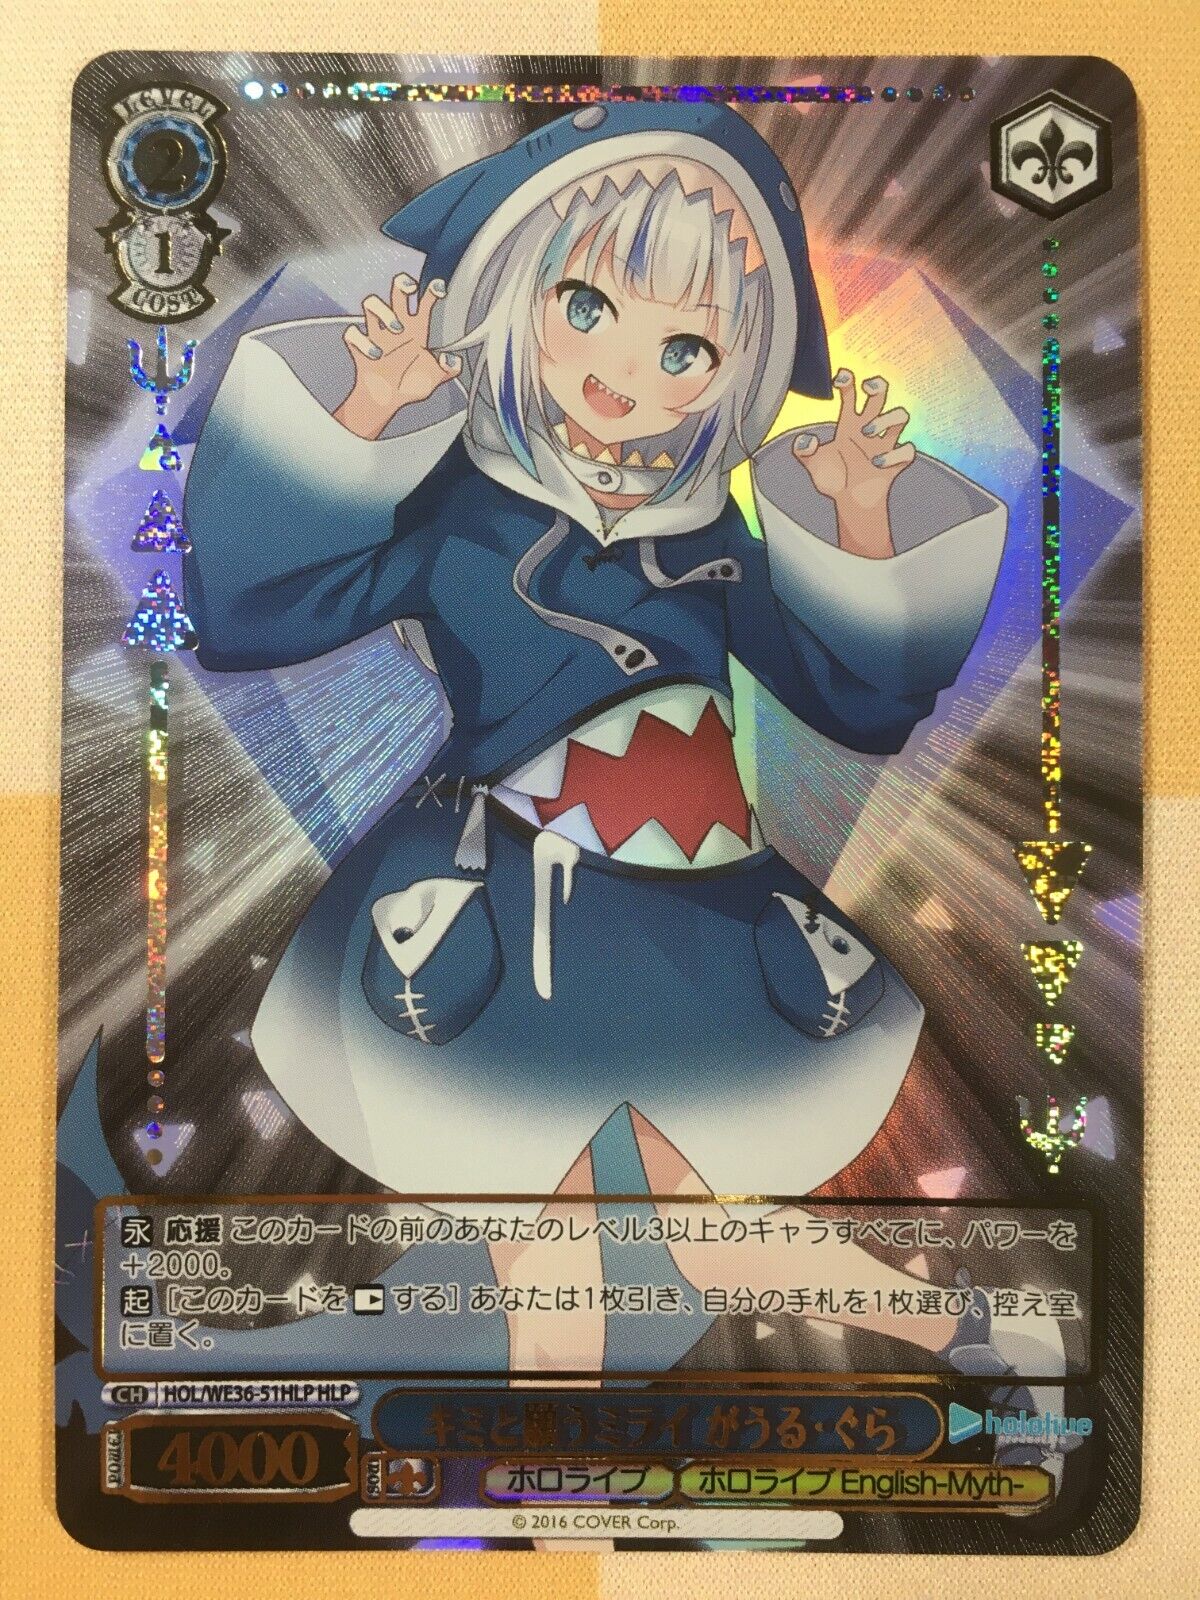 LEVEL
2
1
COST
永 応援 このカードの前のあなたのレベル3以上のキャラすべてに、パワーを
＋2000。
起 ［このカードを する］ あなたは1枚引き、自分の手札を1枚選び、控え室
に置く。
CH HOL/WE36-51HLP HLP
キミと願うミライ がうる・ぐら
hololive
POWER 4000 SOUL
ホロライブ ホロライブ English-Myth-
© 2016 COVER Corp.